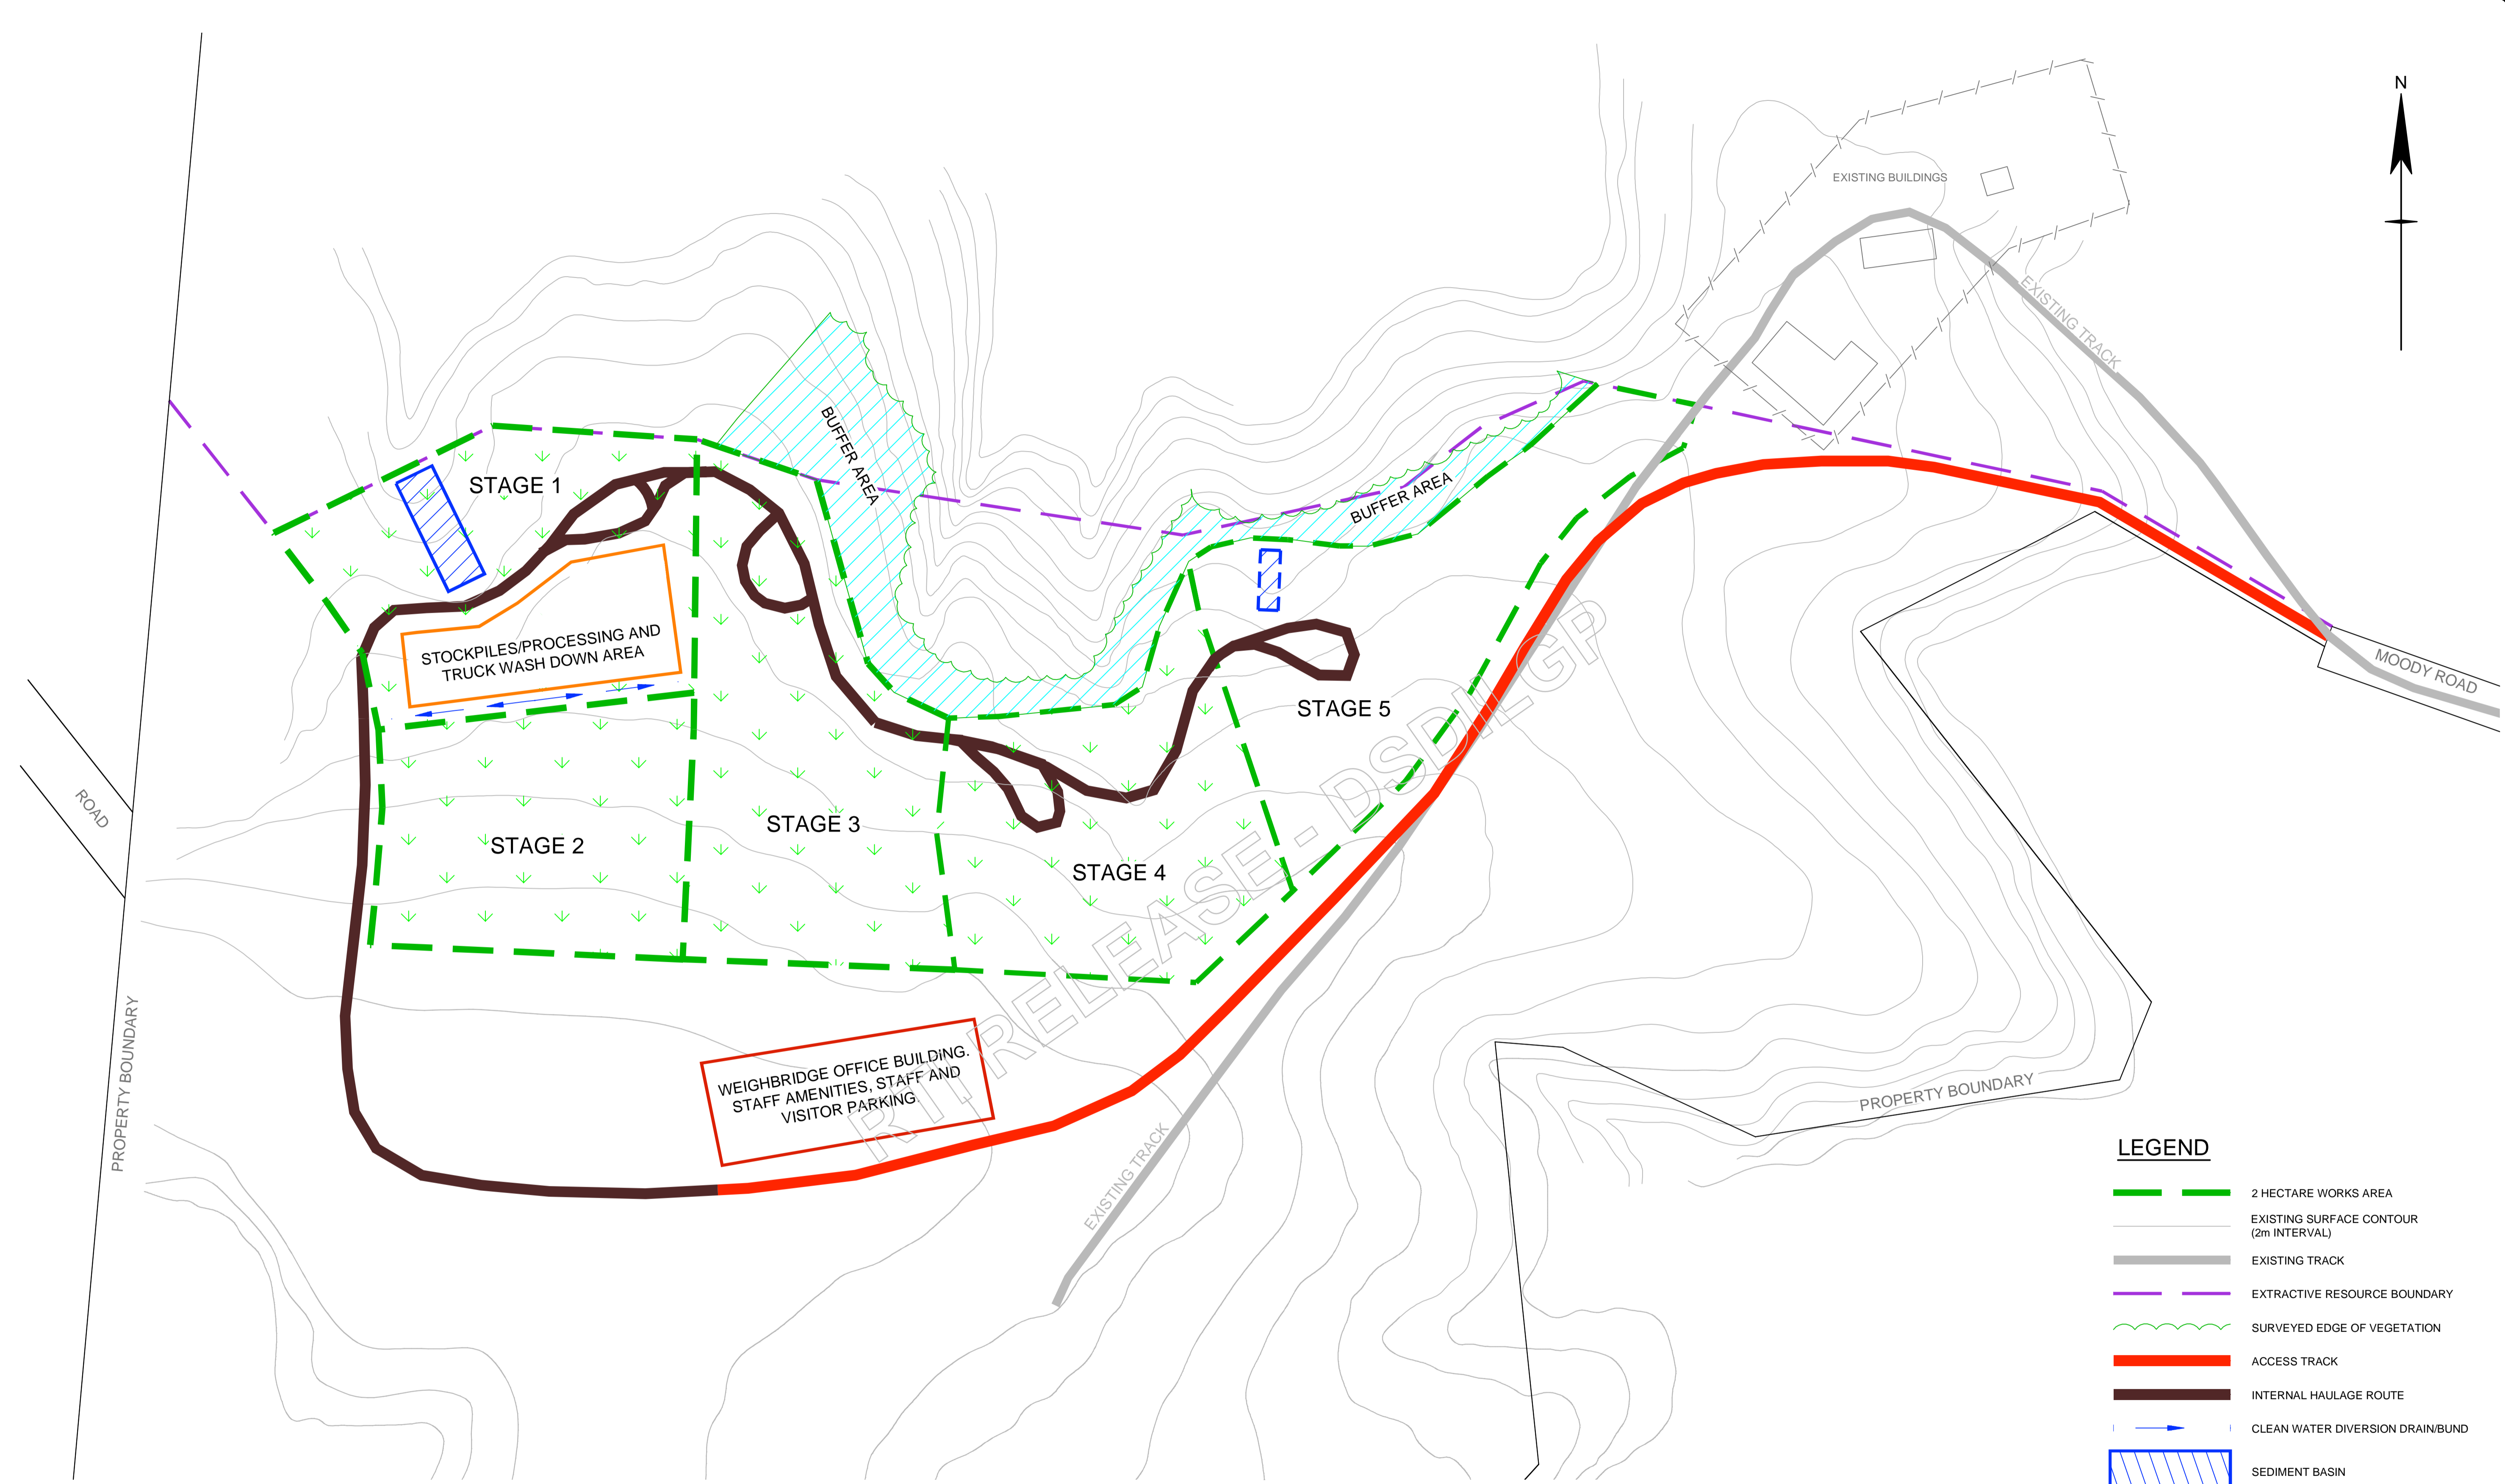 N
EXISTING BUILDINGS
EXISTING TRACK
BUFFER AREA
STAGE 1
BUFFER AREA
STOCKPILES/PROCESSING AND
TRUCK WASH DOWN AREA
MOODY ROAD
STAGE 5
ROAD
STAGE 3
STAGE 2
STAGE 4
RTI RELEASE - DSDILGP
PROPERTY BOUNDARY
WEIGHBRIDGE OFFICE BUILDING.
STAFF AMENITIES, STAFF AND
VISITOR PARKING.
EXISTING TRACK
PROPERTY BOUNDARY
LEGEND
2 HECTARE WORKS AREA
EXISTING SURFACE CONTOUR
(2m INTERVAL)
EXISTING TRACK
EXTRACTIVE RESOURCE BOUNDARY
SURVEYED EDGE OF VEGETATION
ACCESS TRACK
INTERNAL HAULAGE ROUTE
CLEAN WATER DIVERSION DRAIN/BUND
SEDIMENT BASIN